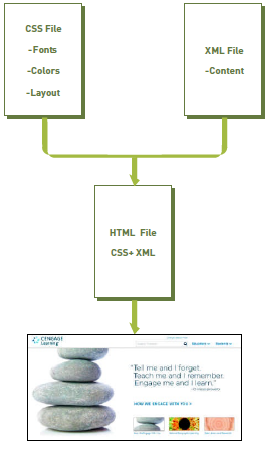 CSS File
-Fonts
-Colors
-Layout
XML File
-Content
HTML File
CSS+ XML
CENGAGE
Learning
"Tell me and I forget.
Teach me and I remember.
Engage me and I learn."
HOW WE ENGAGE WITH YOU >